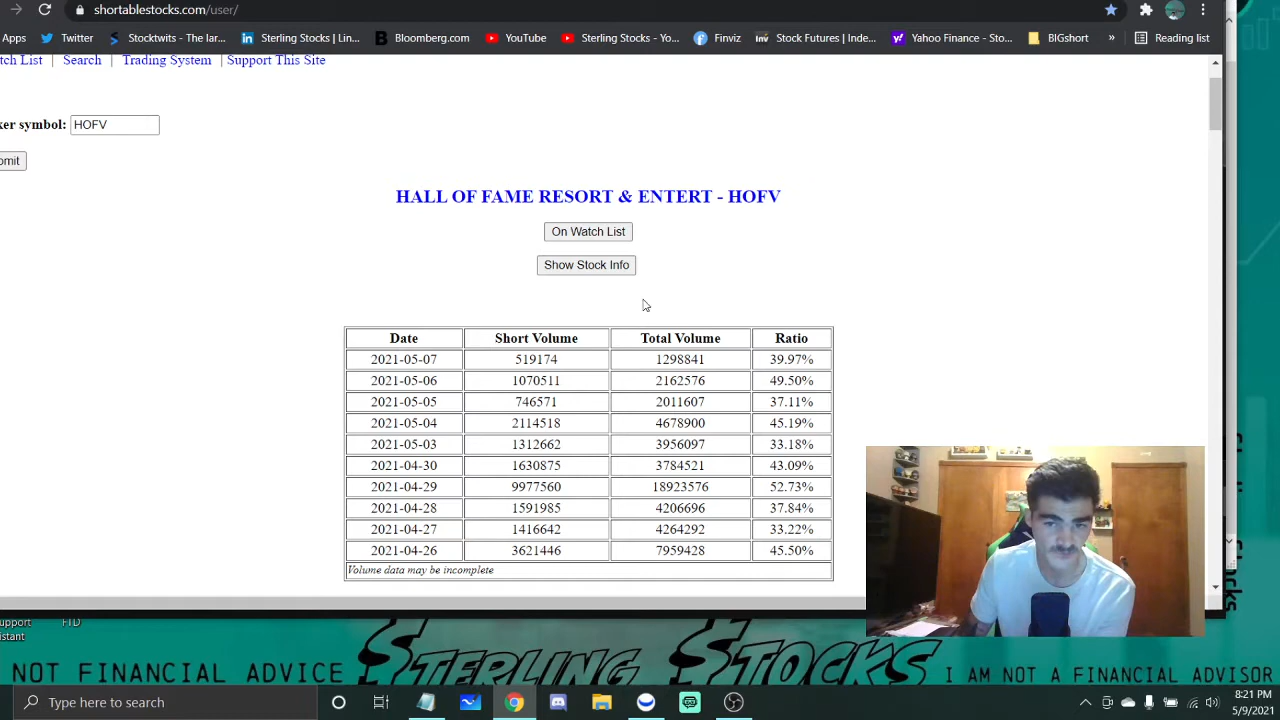 shortablestocks.com/user/
Apps Twitter Stocktwits - The lar... Sterling Stocks | Lin... Bloomberg.com YouTube Sterling Stocks - Yo... Finviz Stock Futures | Inde... Yahoo Finance - Sto... BIGshort » Reading list
tch List | Search | Trading System | Support This Site
ker symbol: HOFV
bmit
HALL OF FAME RESORT & ENTERT - HOFV
On Watch List
Show Stock Info
Date Short Volume Total Volume Ratio
2021-05-07 519174 1298841 39.97%
2021-05-06 1070511 2162576 49.50%
2021-05-05 746571 2011607 37.11%
2021-05-04 2114518 4678900 45.19%
2021-05-03 1312662 3956097 33.18%
2021-04-30 1630875 3784521 43.09%
2021-04-29 9977560 18923576 52.73%
2021-04-28 1591985 4206696 37.84%
2021-04-27 1416642 4264292 33.22%
2021-04-26 3621446 7959428 45.50%
Volume data may be incomplete
upport FTD
istant
NOT FINANCIAL ADVICE $TERLING $TOCKS I AM NOT A FINANCIAL ADVISOR
Type here to search
8:21 PM
5/9/2021